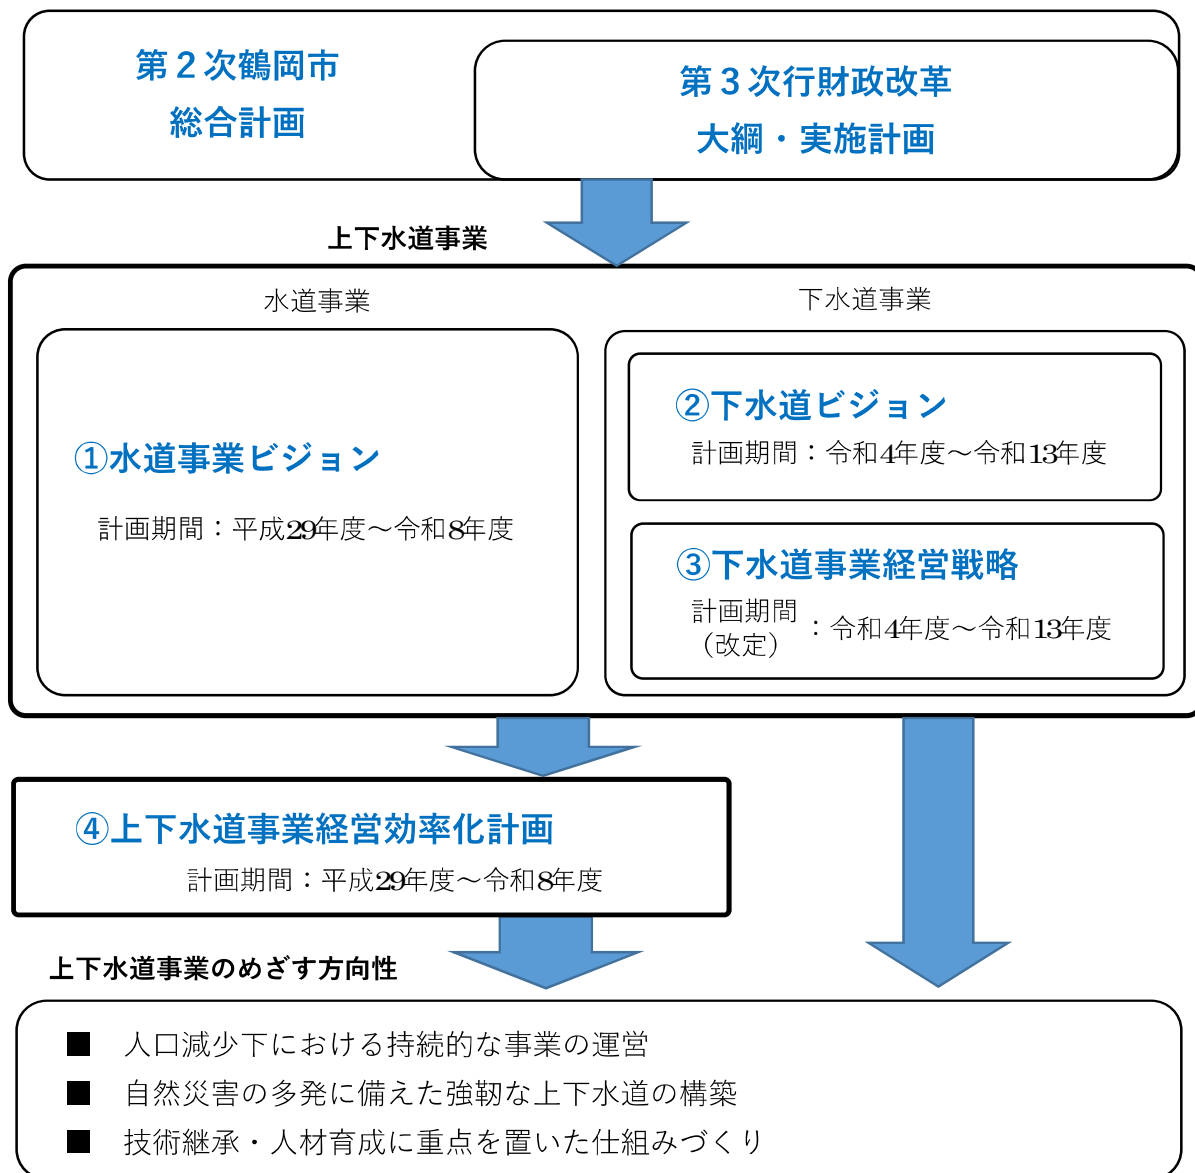 第２次鶴岡市
総合計画
第３次行財政改革
大綱・実施計画
上下水道事業
水道事業
①水道事業ビジョン
計画期間：平成29年度～令和8年度
下水道事業
②下水道ビジョン
計画期間：令和4年度～令和13年度
③下水道事業経営戦略
計画期間
（改定）
：令和4年度～令和13年度
④上下水道事業経営効率化計画
計画期間：平成29年度～令和8年度
上下水道事業のめざす方向性
■ 人口減少下における持続的な事業の運営
■ 自然災害の多発に備えた強靭な上下水道の構築
■ 技術継承・人材育成に重点を置いた仕組みづくり